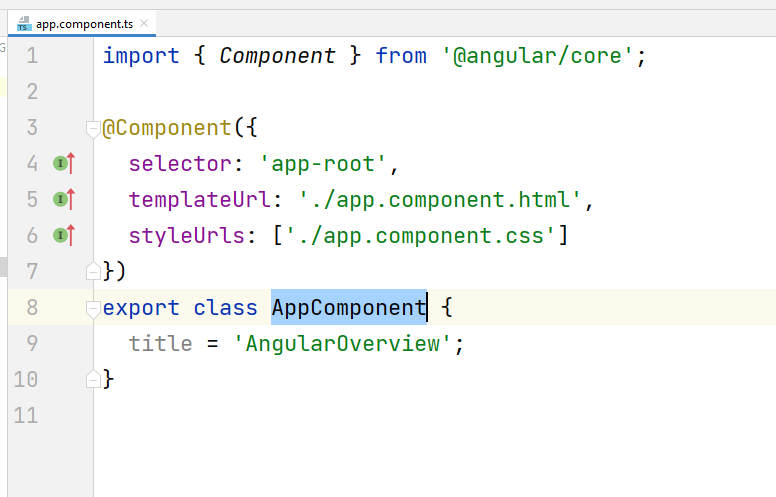 app.component.ts
1 import { Component } from '@angular/core';
2
3 @Component({
4 selector: 'app-root',
5 templateUrl: './app.component.html',
6 styleUrls: ['./app.component.css']
7 })
8 export class AppComponent {
9 title = 'AngularOverview';
10 }
11